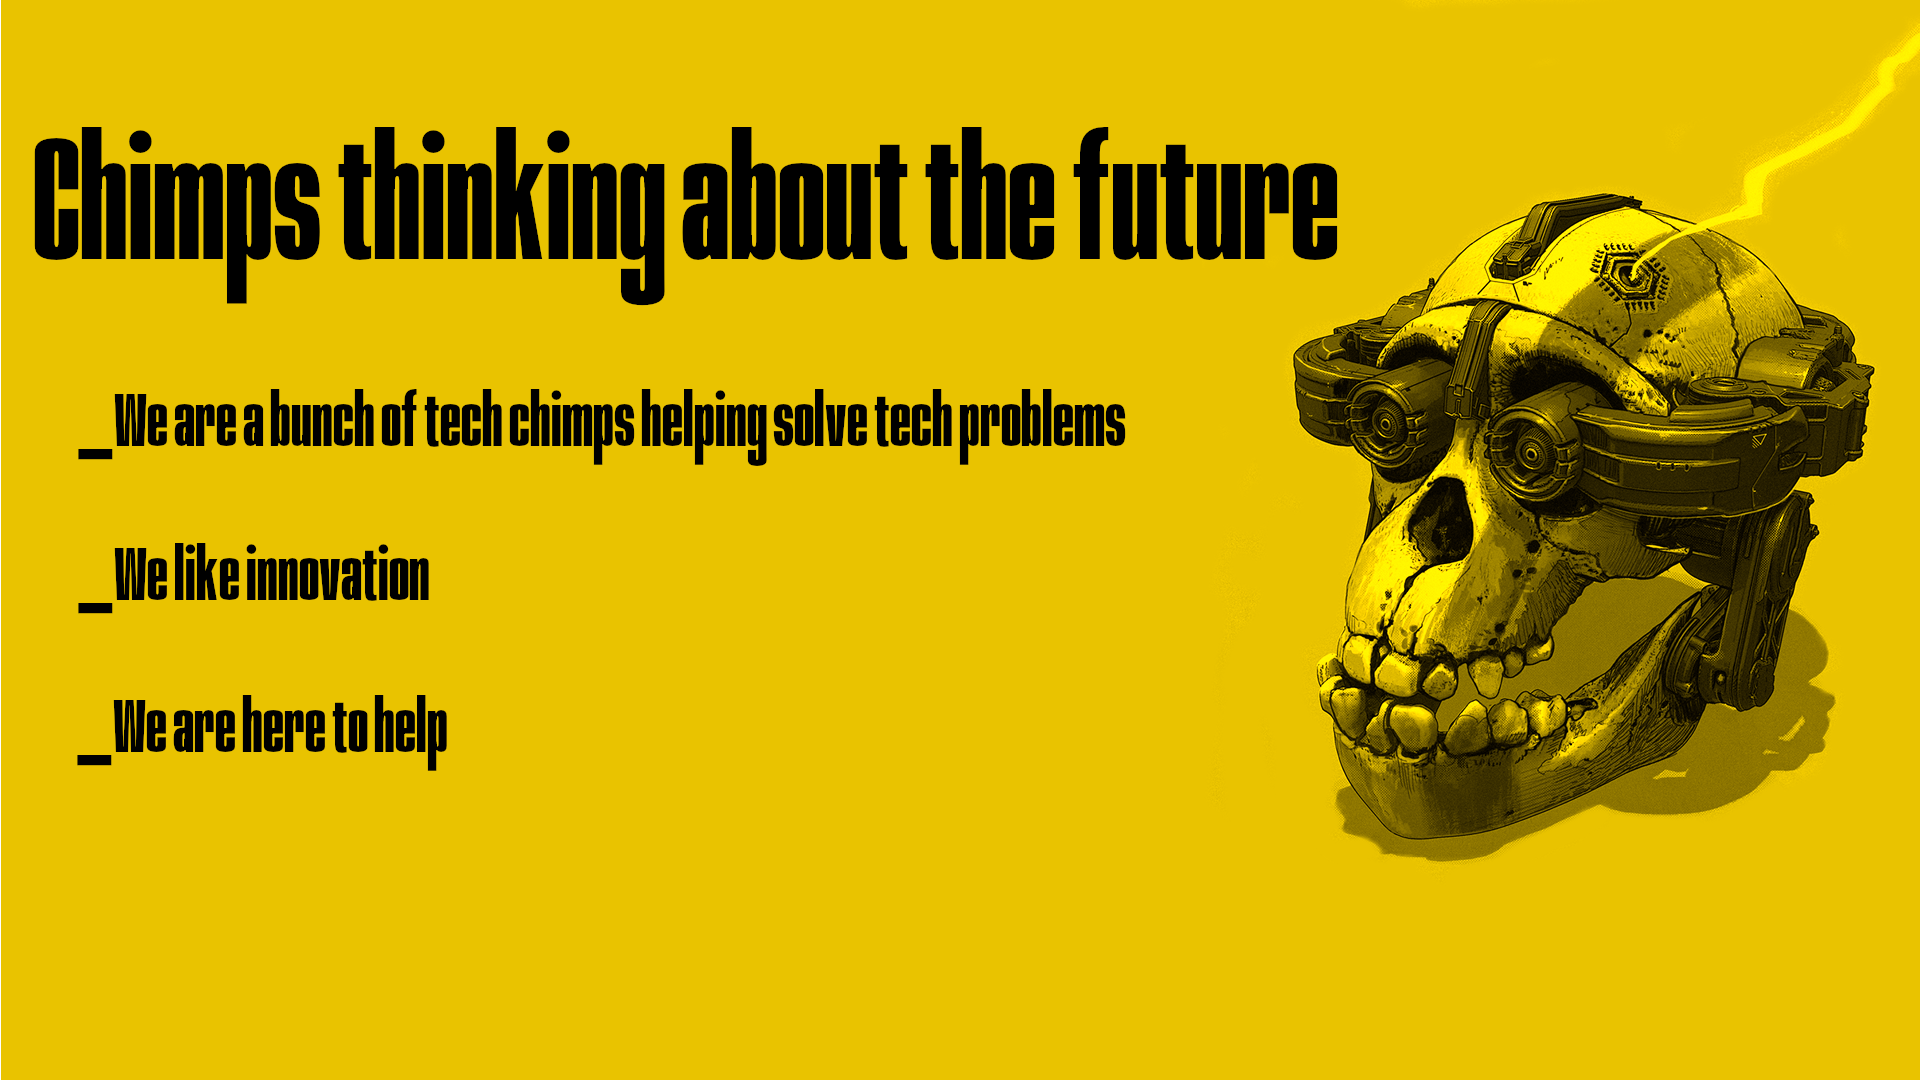 Chimps thinking about the future
_We are a bunch of tech chimps helping solve tech problems
_We like innovation
_We are here to help